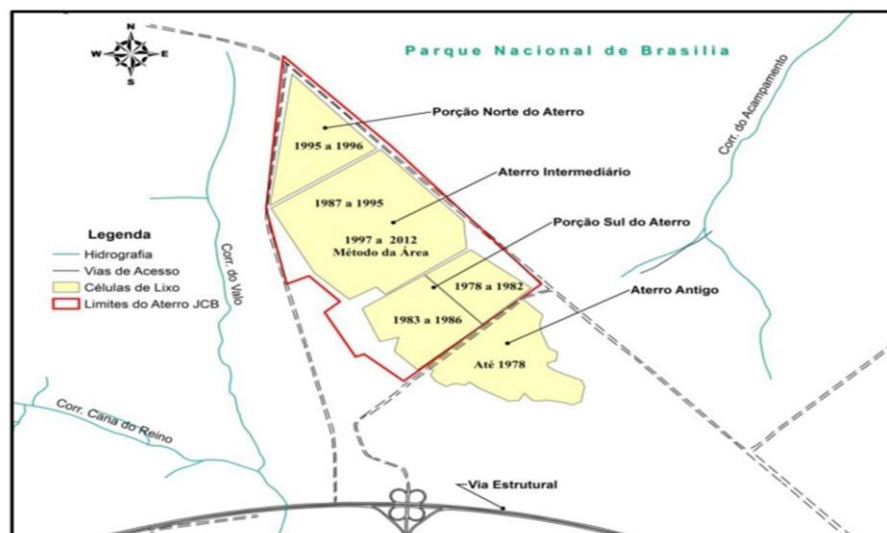 N
W E
S
Parque Nacional de Brasilia
Corr. do Acampamento
Porção Norte do Aterro
1995 a 1996
Aterro Intermediário
1987 a 1995
Porção Sul do Aterro
1997 a 2012
Método da Área
Legenda
Hidrografia
Vias de Acesso
Células de Lixo
Limites do Aterro JCB
Corr. do Valo
1978 a 1982
Aterro Antigo
1983 a 1986
Até 1978
Corr. Cana do Reino
Via Estrutural